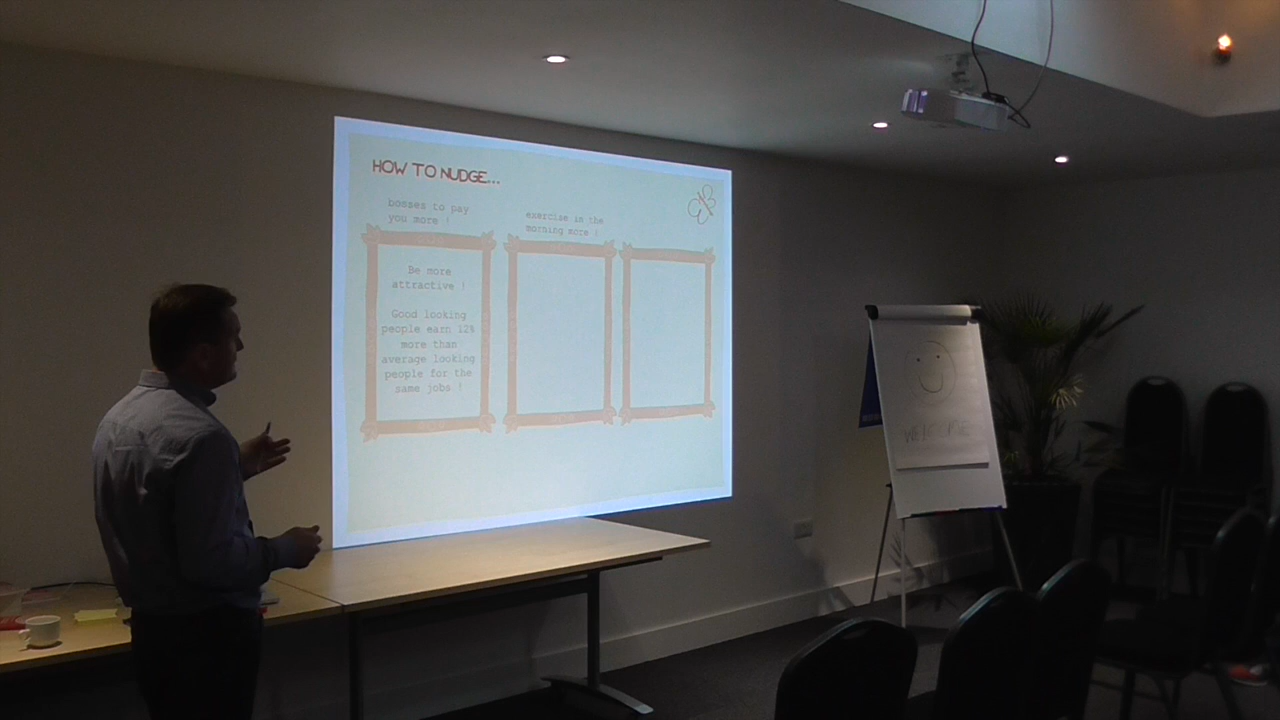 HOW TO NUDGE...
bosses to pay
you more !
Be more
attractive !
Good looking
people earn 12%
more than
average looking
people for the
same jobs !
exercise in the
morning more !
WELCOME